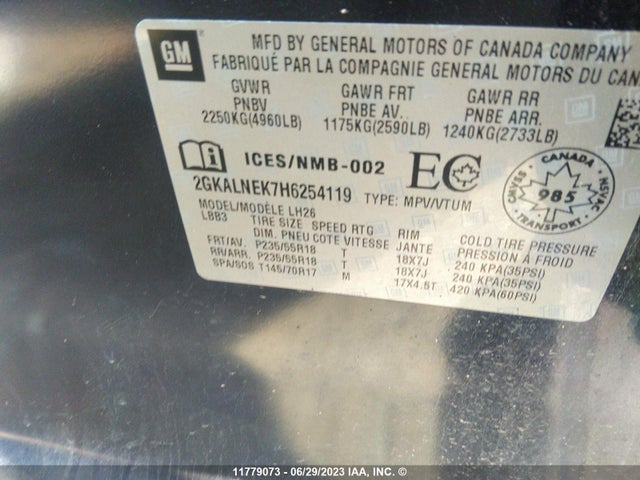 GM
MFD BY GENERAL MOTORS OF CANADA COMPANY
FABRIQUÉ PAR LA COMPAGNIE GENERAL MOTORS DU CAN
GVWR GAWR FRT GAWR RR
PNBV PNBE AV. PNBE ARR.
2250KG(4960LB) 1175KG(2590LB) 1240KG(2733LB)
ICES/NMB-002 EC
CANADA
CMVSS 985 NSVAC
TRANSPORT
2GKALNEK7H6254119 TYPE: MPV/VTUM
MODEL/MODÈLE LH26
L8B3 TIRE SIZE SPEED RTG RIM COLD TIRE PRESSURE
DIM. PNEU COTE VITESSE JANTE PRESSION À FROID
FRT/AV. P235/55R18 T 18X7J 240 KPA(35PSI)
RR/ARR. P235/55R18 T 18X7J 240 KPA(35PSI)
SPA/SOS T145/70R17 M 17X4.5T 420 KPA(60PSI)
11779073 - 06/29/2023 IAA, INC. ©